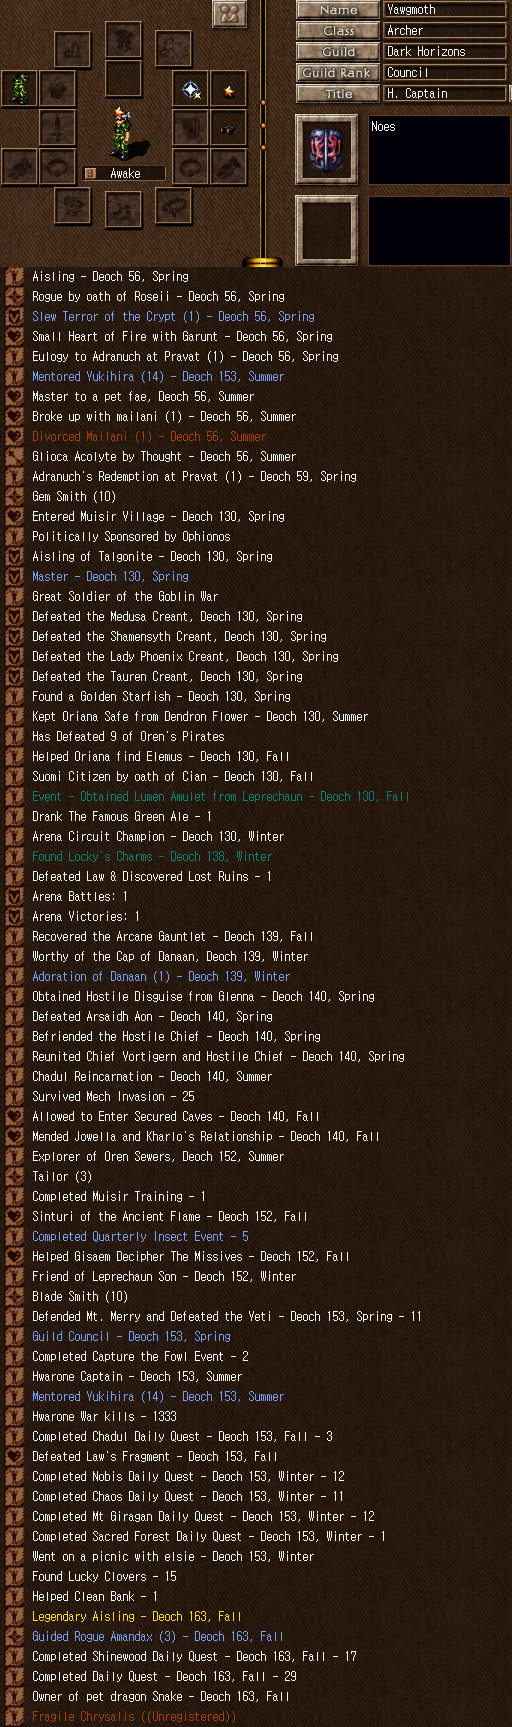 Name Yawgmoth
Class Archer
Guild Dark Horizons
Guild Rank Council
Title H. Captain
Noes
Awake
Aisling - Deoch 56, Spring
Rogue by oath of Roseii - Deoch 56, Spring
Slew Terror of the Crypt (1) - Deoch 56, Spring
Small Heart of Fire with Garunt - Deoch 56, Spring
Eulogy to Adranuch at Pravat (1) - Deoch 56, Spring
Mentored Yukihira (14) - Deoch 153, Summer
Master to a pet fae, Deoch 56, Summer
Broke up with mailani (1) - Deoch 56, Summer
Divorced Mailani (1) - Deoch 56, Summer
Glioca Acolyte by Thought - Deoch 56, Summer
Adranuch's Redemption at Pravat (1) - Deoch 59, Spring
Gem Smith (10)
Entered Muisir Village - Deoch 130, Spring
Politically Sponsored by Ophionos
Aisling of Talgonite - Deoch 130, Spring
Master - Deoch 130, Spring
Great Soldier of the Goblin War
Defeated the Medusa Creant, Deoch 130, Spring
Defeated the Shamensyth Creant, Deoch 130, Spring
Defeated the Lady Phoenix Creant, Deoch 130, Spring
Defeated the Tauren Creant, Deoch 130, Spring
Found a Golden Starfish - Deoch 130, Spring
Kept Oriana Safe from Dendron Flower - Deoch 130, Summer
Has Defeated 9 of Oren's Pirates
Helped Oriana find Elemus - Deoch 130, Fall
Suomi Citizen by oath of Cian - Deoch 130, Fall
Event - Obtained Lumen Amulet from Leprechaun - Deoch 130, Fall
Drank The Famous Green Ale - 1
Arena Circuit Champion - Deoch 130, Winter
Found Locky's Charms - Deoch 138, Winter
Defeated Law & Discovered Lost Ruins - 1
Arena Battles: 1
Arena Victories: 1
Recovered the Arcane Gauntlet - Deoch 139, Fall
Worthy of the Cap of Danaan, Deoch 139, Winter
Adoration of Danaan (1) - Deoch 139, Winter
Obtained Hostile Disguise from Glenna - Deoch 140, Spring
Defeated Arsaidh Aon - Deoch 140, Spring
Befriended the Hostile Chief - Deoch 140, Spring
Reunited Chief Vortigern and Hostile Chief - Deoch 140, Spring
Chadul Reincarnation - Deoch 140, Summer
Survived Mech Invasion - 25
Allowed to Enter Secured Caves - Deoch 140, Fall
Mended Jowella and Kharlo's Relationship - Deoch 140, Fall
Explorer of Oren Sewers, Deoch 152, Summer
Tailor (3)
Completed Muisir Training - 1
Sinturi of the Ancient Flame - Deoch 152, Fall
Completed Quarterly Insect Event - 5
Helped Gisaem Decipher The Missives - Deoch 152, Fall
Friend of Leprechaun Son - Deoch 152, Winter
Blade Smith (10)
Defended Mt. Merry and Defeated the Yeti - Deoch 153, Spring - 11
Guild Council - Deoch 153, Spring
Completed Capture the Fowl Event - 2
Hwarone Captain - Deoch 153, Summer
Mentored Yukihira (14) - Deoch 153, Summer
Hwarone War kills - 1333
Completed Chadul Daily Quest - Deoch 153, Fall - 3
Defeated Law's Fragment - Deoch 153, Fall
Completed Nobis Daily Quest - Deoch 153, Winter - 12
Completed Chaos Daily Quest - Deoch 153, Winter - 11
Completed Mt Giragan Daily Quest - Deoch 153, Winter - 12
Completed Sacred Forest Daily Quest - Deoch 153, Winter - 1
Went on a picnic with elsie - Deoch 153, Winter
Found Lucky Clovers - 15
Helped Clean Bank - 1
Legendary Aisling - Deoch 163, Fall
Guided Rogue Amandax (3) - Deoch 163, Fall
Completed Shinewood Daily Quest - Deoch 163, Fall - 17
Completed Daily Quest - Deoch 163, Fall - 29
Owner of pet dragon Snake - Deoch 163, Fall
Fragile Chrysalis ((Unregistered))